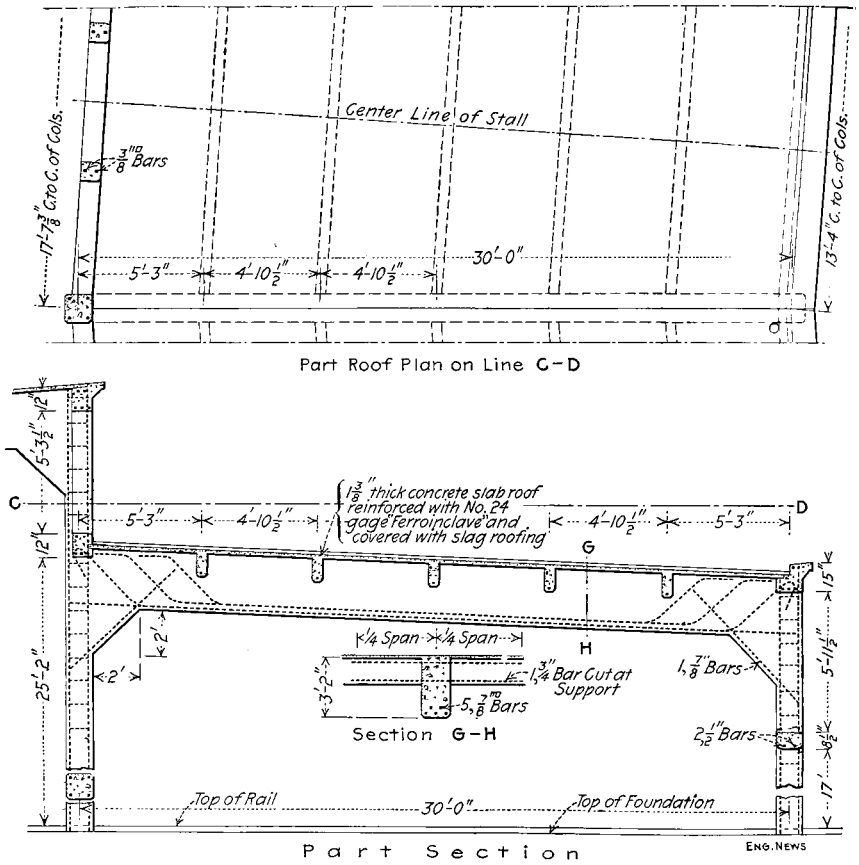 Center Line of Stall
3/8"□ Bars
17'-7 3/8" C. to C. of Cols.
13'-4" C. to C. of Cols.
30'-0"
5'-3" 4'-10 1/2" 4'-10 1/2"
Part Roof Plan on Line C-D
12"
5'-3 1/2"
1 3/8" thick concrete slab roof
reinforced with No. 24
gage "Ferroinclave" and
covered with slag roofing
C
D
5'-3" 4'-10 1/2" 4'-10 1/2" 5'-3"
12"
G
15"
H
25'-2"
2'
2'
1/4 Span 1/4 Span
3'-2"
1, 3/4" Bar Cut at
Support
5, 7/8"□ Bars
Section G-H
1, 7/8" Bars
5'-11 1/2"
2, 1/2" Bars
8 1/2"
17'
Top of Rail
30'-0"
Top of Foundation
Part Section
ENG. NEWS